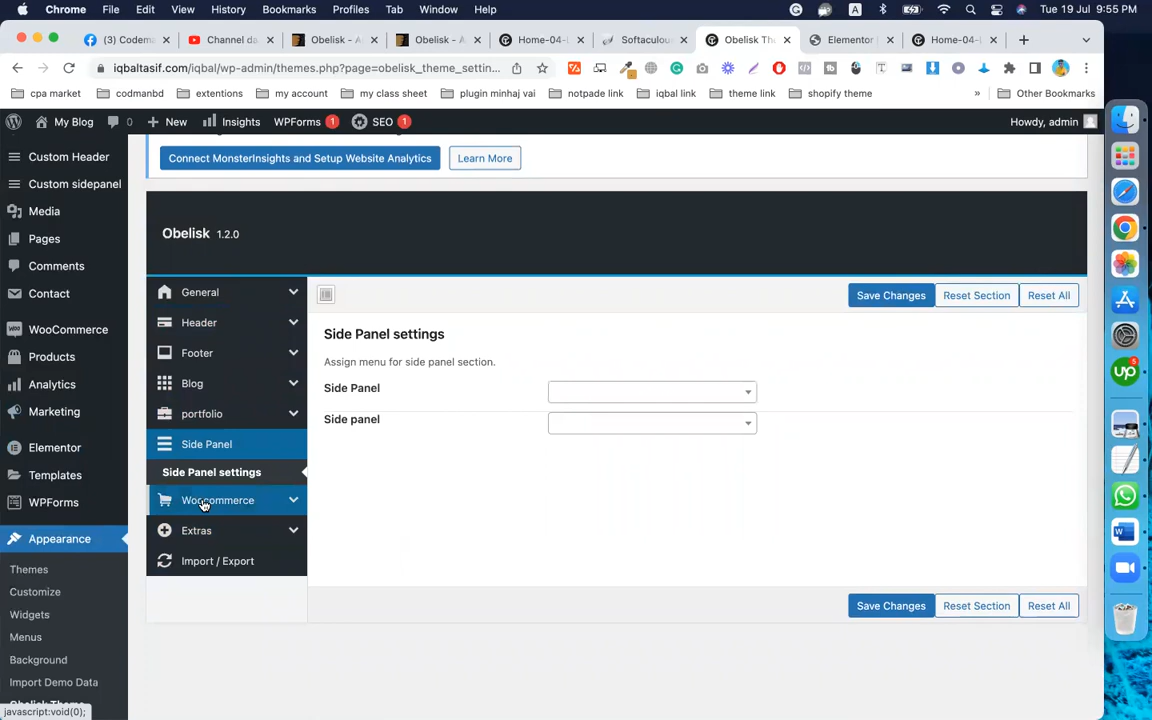 Chrome File Edit View History Bookmarks Profiles Tab Window Help A Tue 19 Jul 9:55 PM
(3) Codema Channel da Obelisk - A Obelisk - A Home-04-L Softaculou Obelisk Th Elementor Home-04-L
iqbaltasif.com/iqbal/wp-admin/themes.php?page=obelisk_theme_settin...
cpa market codmanbd extentions my account my class sheet plugin minhaj vai notpade link iqbal link theme link shopify theme » Other Bookmarks
My Blog 0 New Insights WPForms 1 SEO 1 Howdy, admin
Connect MonsterInsights and Setup Website Analytics Learn More
Custom Header
Custom sidepanel
Media
Pages
Comments
Contact
WooCommerce
Products
Analytics
Marketing
Elementor
Templates
WPForms
Appearance
Themes
Customize
Widgets
Menus
Background
Import Demo Data
Obelisk Theme
javascript:void(0);
Obelisk 1.2.0
General
Header
Footer
Blog
portfolio
Side Panel
Side Panel settings
Woocommerce
Extras
Import / Export
Save Changes Reset Section Reset All
Side Panel settings
Assign menu for side panel section.
Side Panel
Side panel
Save Changes Reset Section Reset All